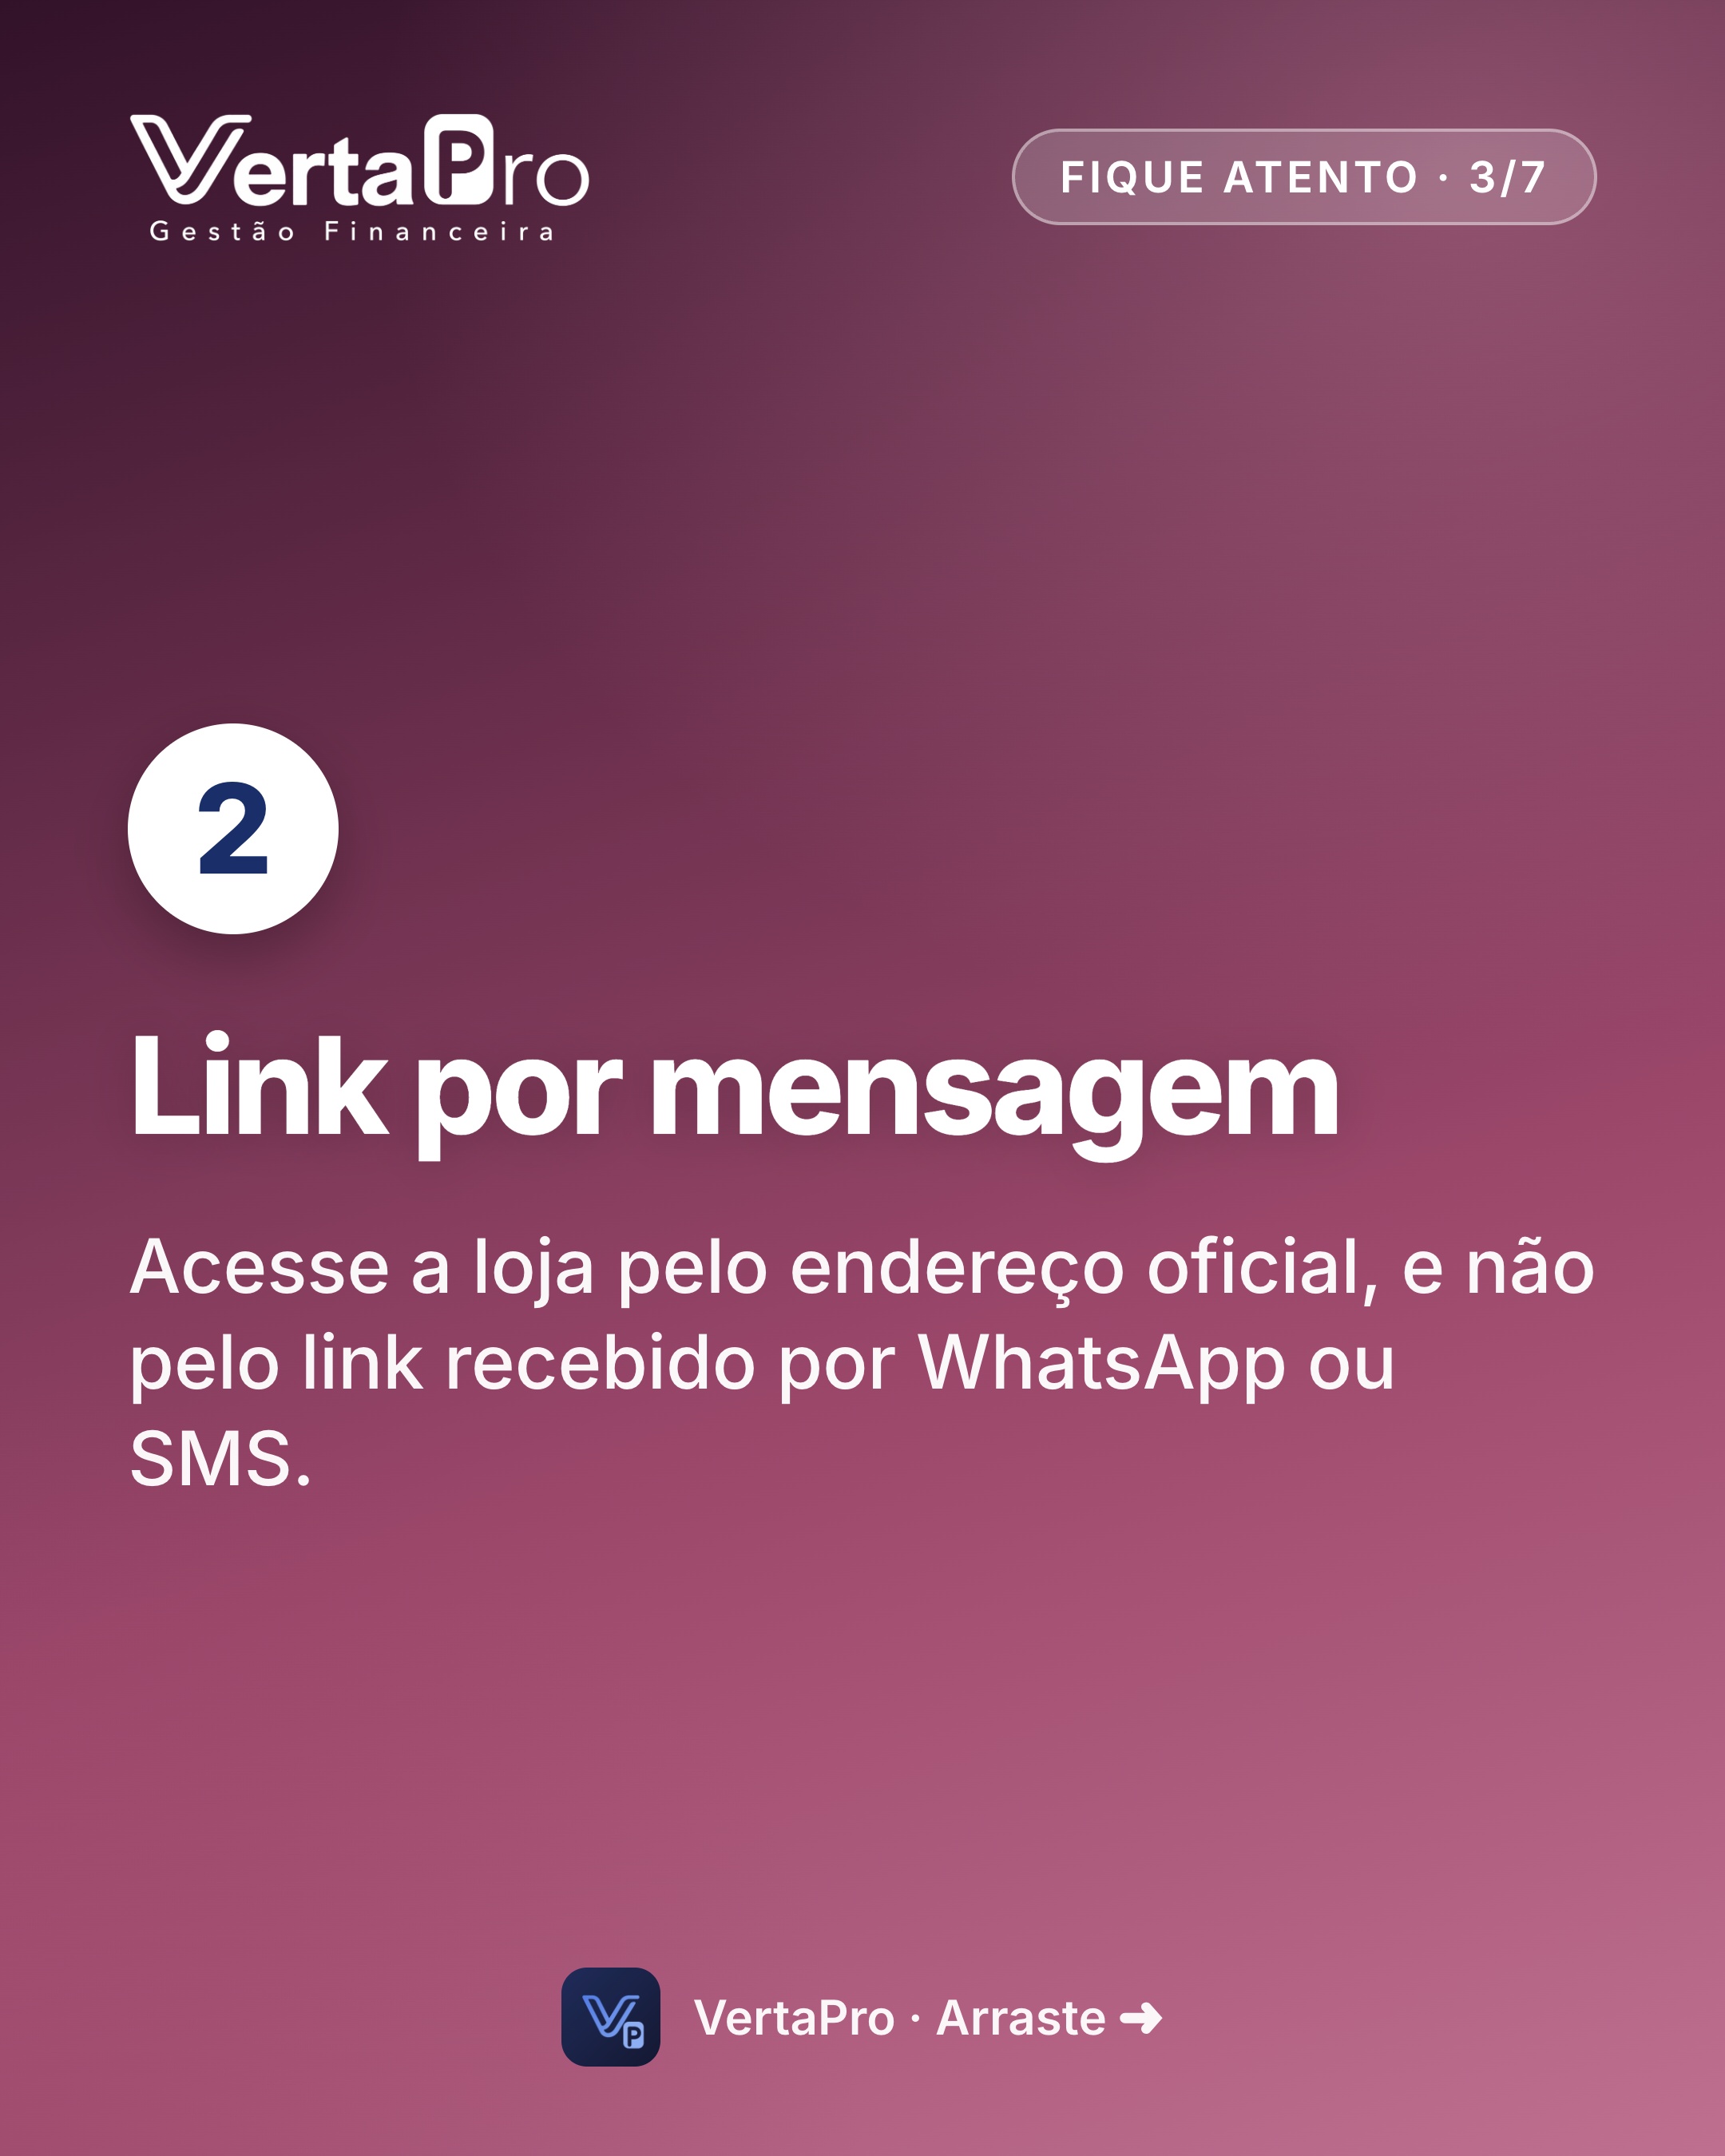 VertaPro
Gestão Financeira
FIQUE ATENTO · 3/7
2
Link por mensagem
Acesse a loja pelo endereço oficial, e não
pelo link recebido por WhatsApp ou
SMS.
VP
VertaPro · Arraste ➜